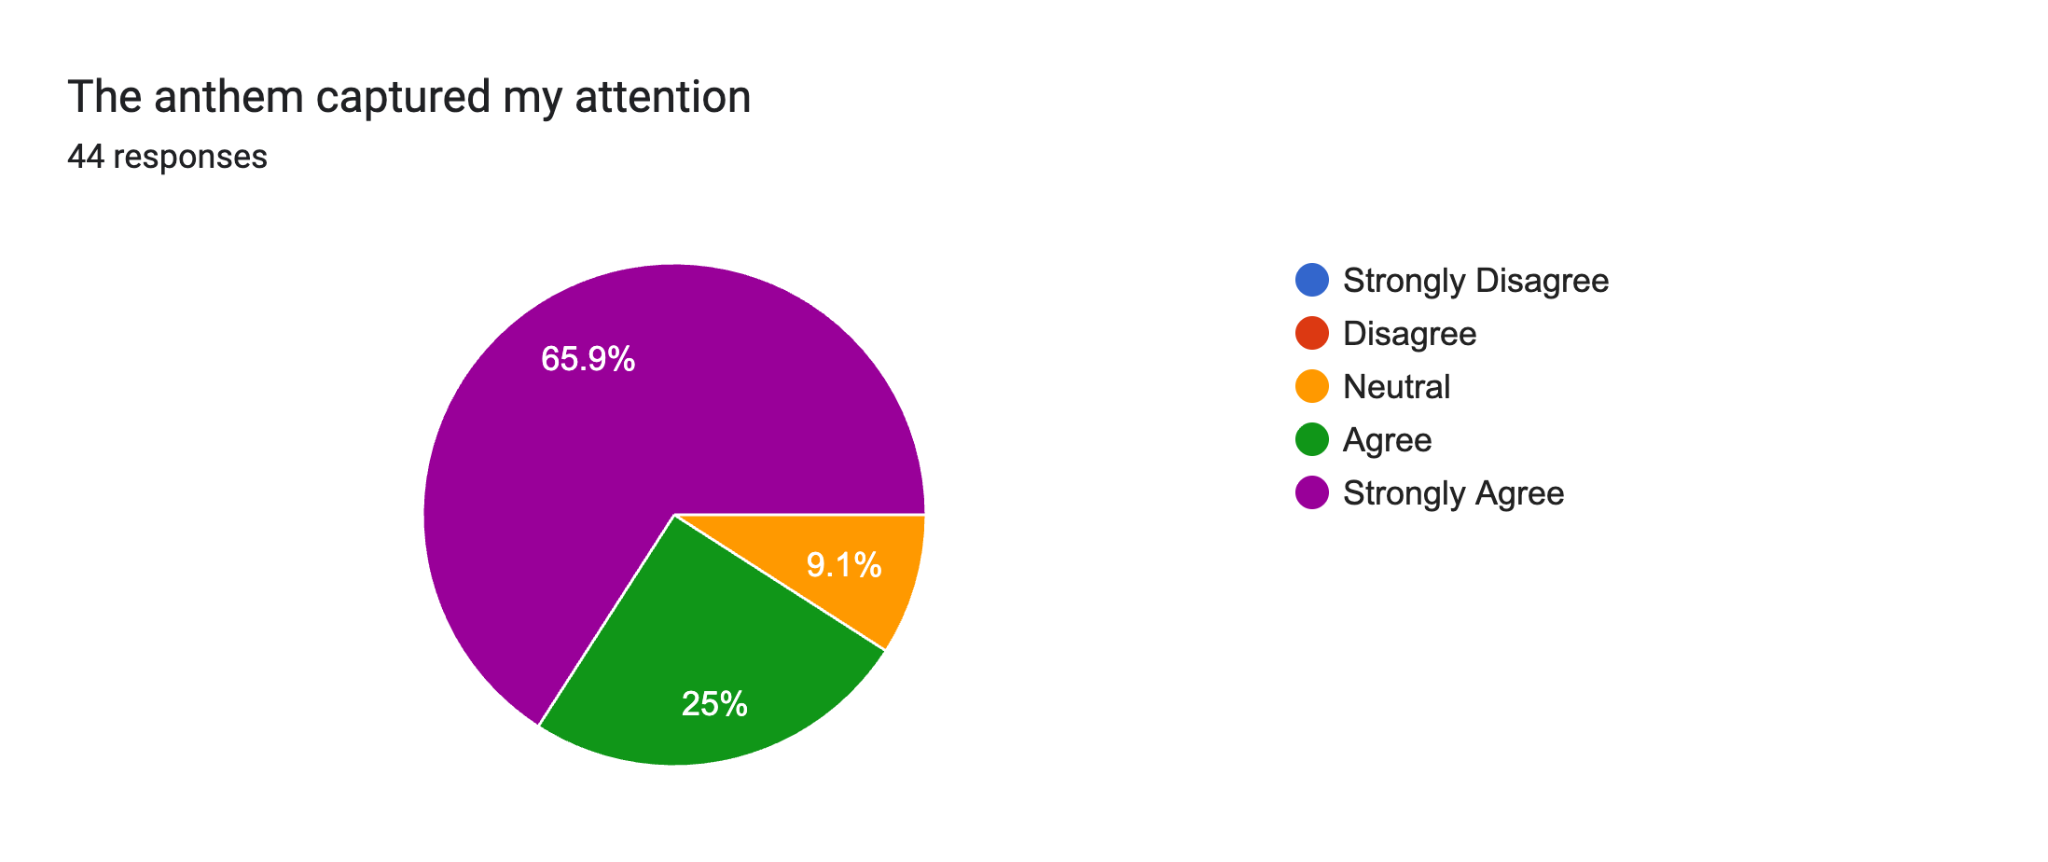 The anthem captured my attention
44 responses
65.9%
9.1%
25%
Strongly Disagree
Disagree
Neutral
Agree
Strongly Agree